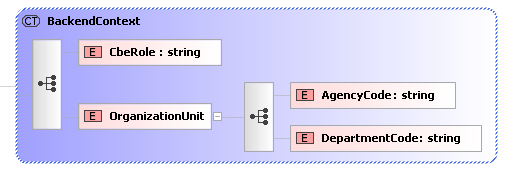 CT BackendContext
E CbeRole : string
E OrganizationUnit
E AgencyCode: string
E DepartmentCode: string